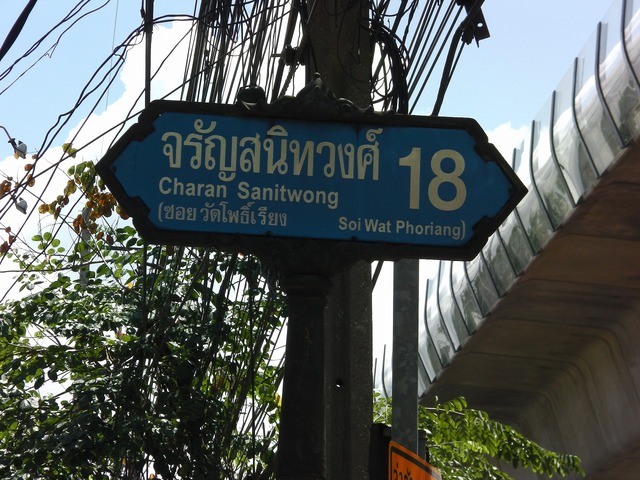 จรัญสนิทวงศ์ 18
Charan Sanitwong
(ซอย วัดโพธิ์เรียง Soi Wat Phoriang)